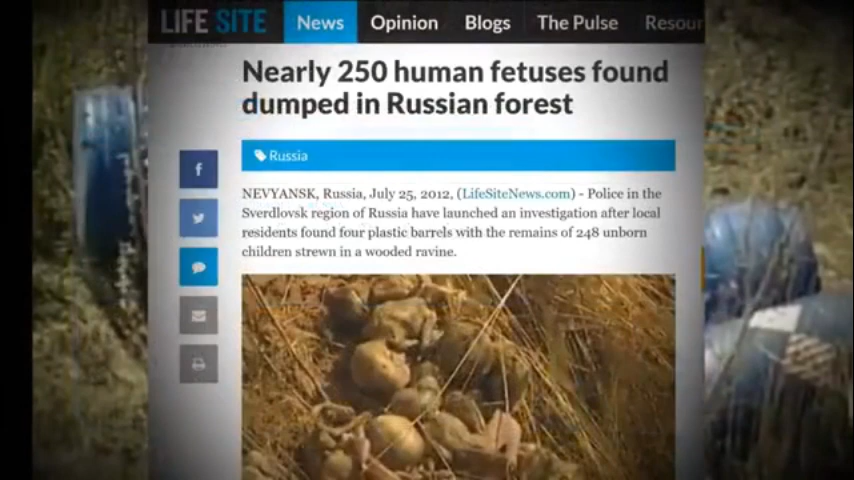 LIFE SITE News Opinion Blogs The Pulse Resour
Nearly 250 human fetuses found
dumped in Russian forest
Russia
NEVYANSK, Russia, July 25, 2012, (LifeSiteNews.com) - Police in the
Sverdlovsk region of Russia have launched an investigation after local
residents found four plastic barrels with the remains of 248 unborn
children strewn in a wooded ravine.